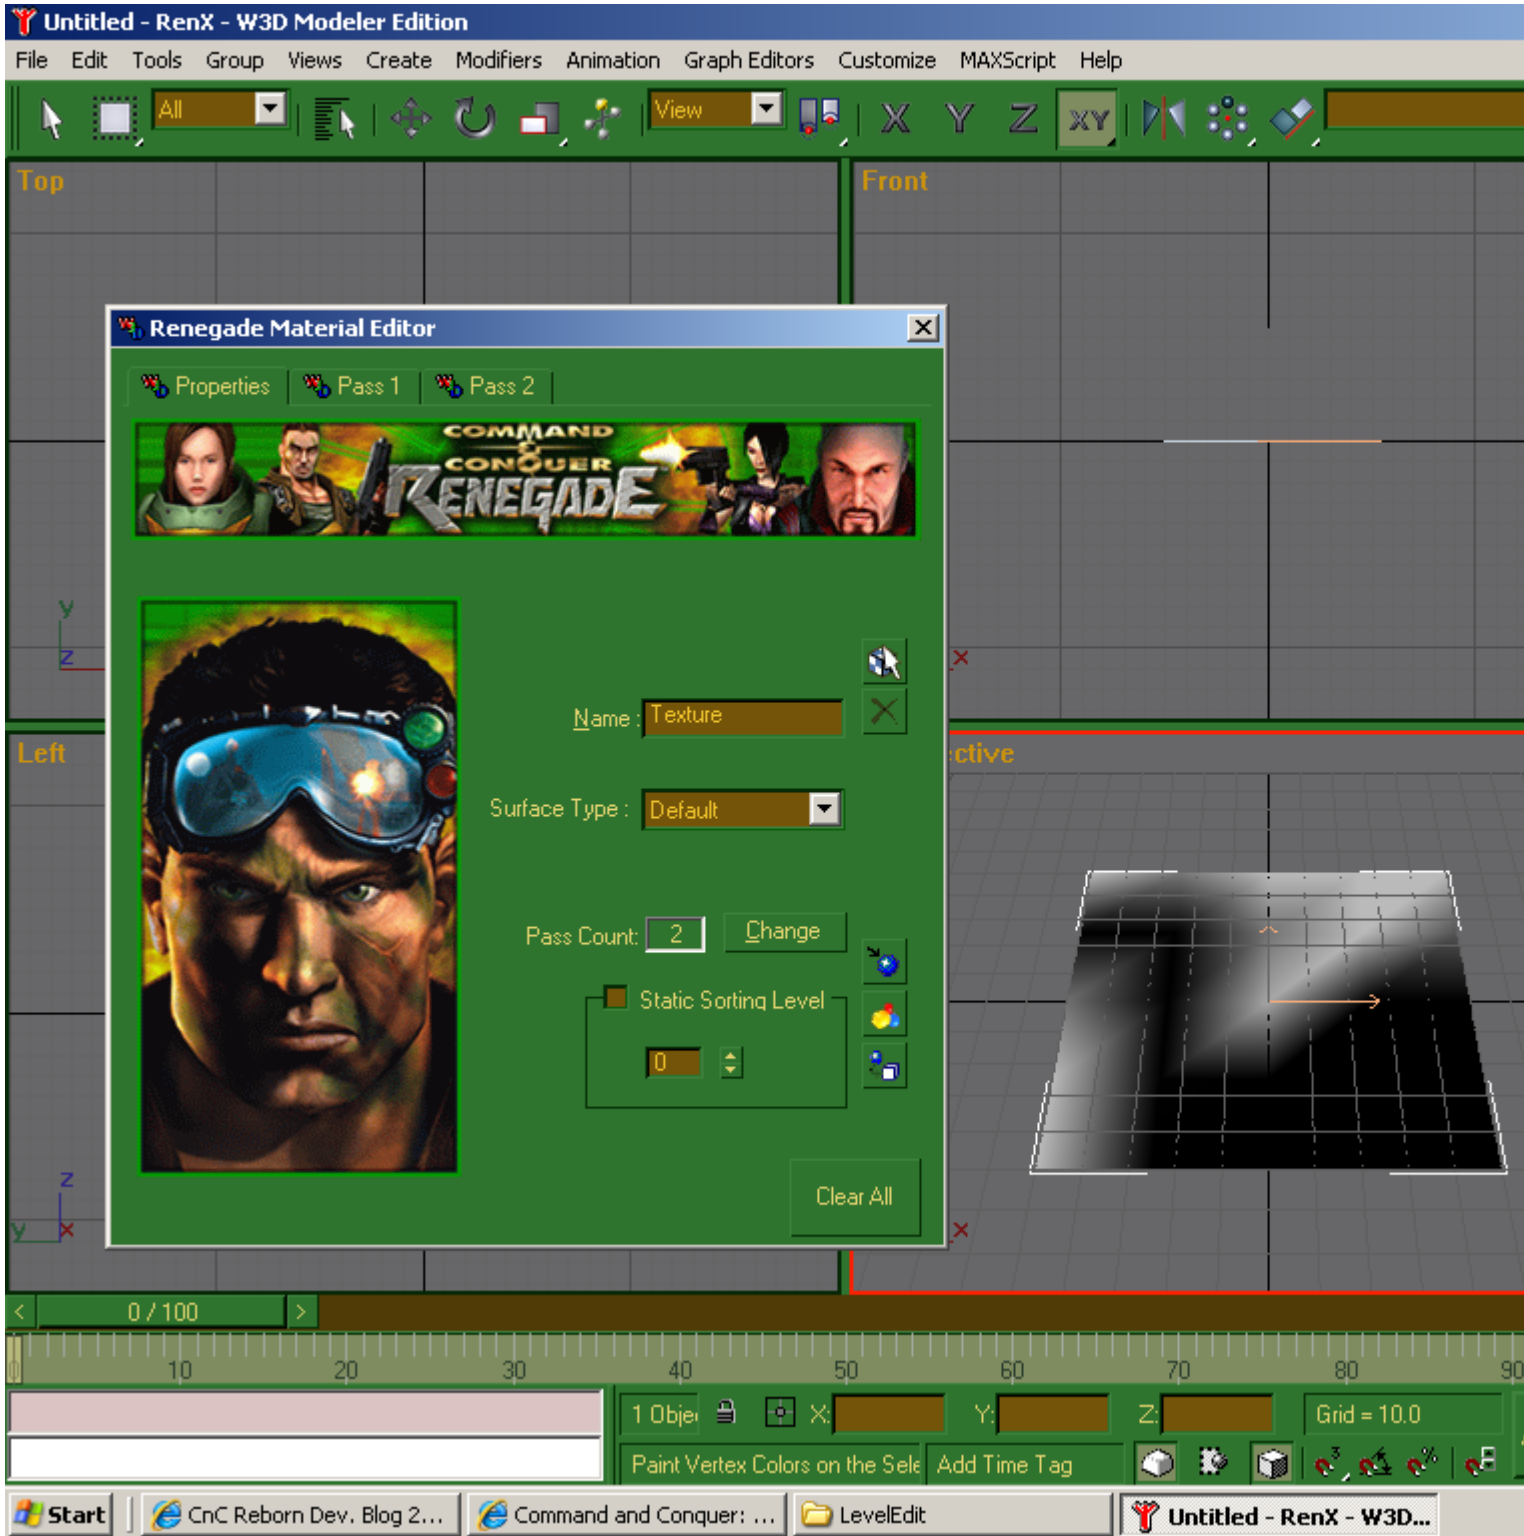 Untitled - RenX - W3D Modeler Edition
File Edit Tools Group Views Create Modifiers Animation Graph Editors Customize MAXScript Help
All View X Y Z XY
Top
Front
Renegade Material Editor
Properties Pass 1 Pass 2
COMMAND
&
CONQUER
RENEGADE
y
z
x
Name : Texture
Left
ctive
Surface Type : Default
Pass Count: 2 Change
Static Sorting Level
0
z
y x
Clear All
x
< 0 / 100 >
10 20 30 40 50 60 70 80 90
1 Obje X: Y: Z: Grid = 10.0
Paint Vertex Colors on the Sele Add Time Tag
Start CnC Reborn Dev. Blog 2... Command and Conquer: ... LevelEdit Untitled - RenX - W3D...